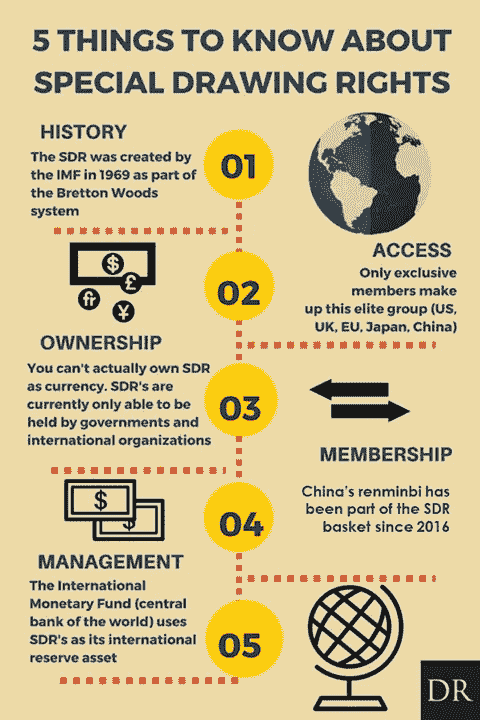 5 THINGS TO KNOW ABOUT
SPECIAL DRAWING RIGHTS
HISTORY
The SDR was created by
the IMF in 1969 as part of
the Bretton Woods
system
01
ACCESS
Only exclusive
members make
up this elite group (US,
UK, EU, Japan, China)
$
£
fr
¥
02
OWNERSHIP
You can't actually own SDR
as currency. SDR's are
currently only able to be
held by governments and
international organizations
03
MEMBERSHIP
China's renminbi has
been part of the SDR
basket since 2016
$
$
04
MANAGEMENT
The International
Monetary Fund (central
bank of the world) uses
SDR's as its international
reserve asset
05
DR